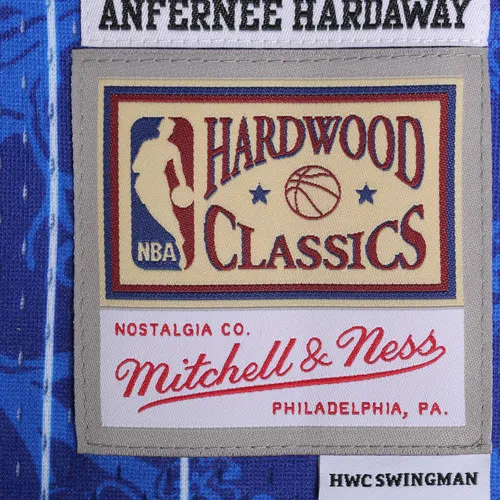 ANFERNEE HARDAWAY
HARDWOOD
CLASSICS
NBA
NOSTALGIA CO.
Mitchell & Ness
PHILADELPHIA, PA.
HWC SWINGMAN